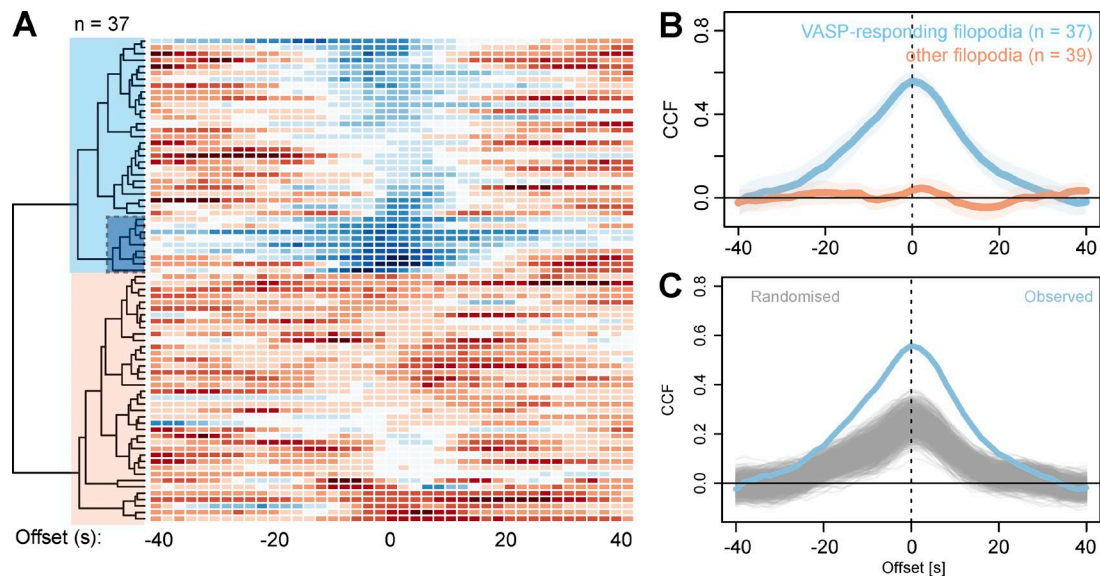 A
n = 37
Offset (s):
-40
-20
0
20
40
B
VASP-responding filopodia (n = 37)
other filopodia (n = 39)
CCF
0.8
0.4
0.0
-40
-20
0
20
40
C
Randomised
Observed
CCF
0.8
0.6
0.4
0.2
0.0
-40
-20
0
20
40
Offset [s]